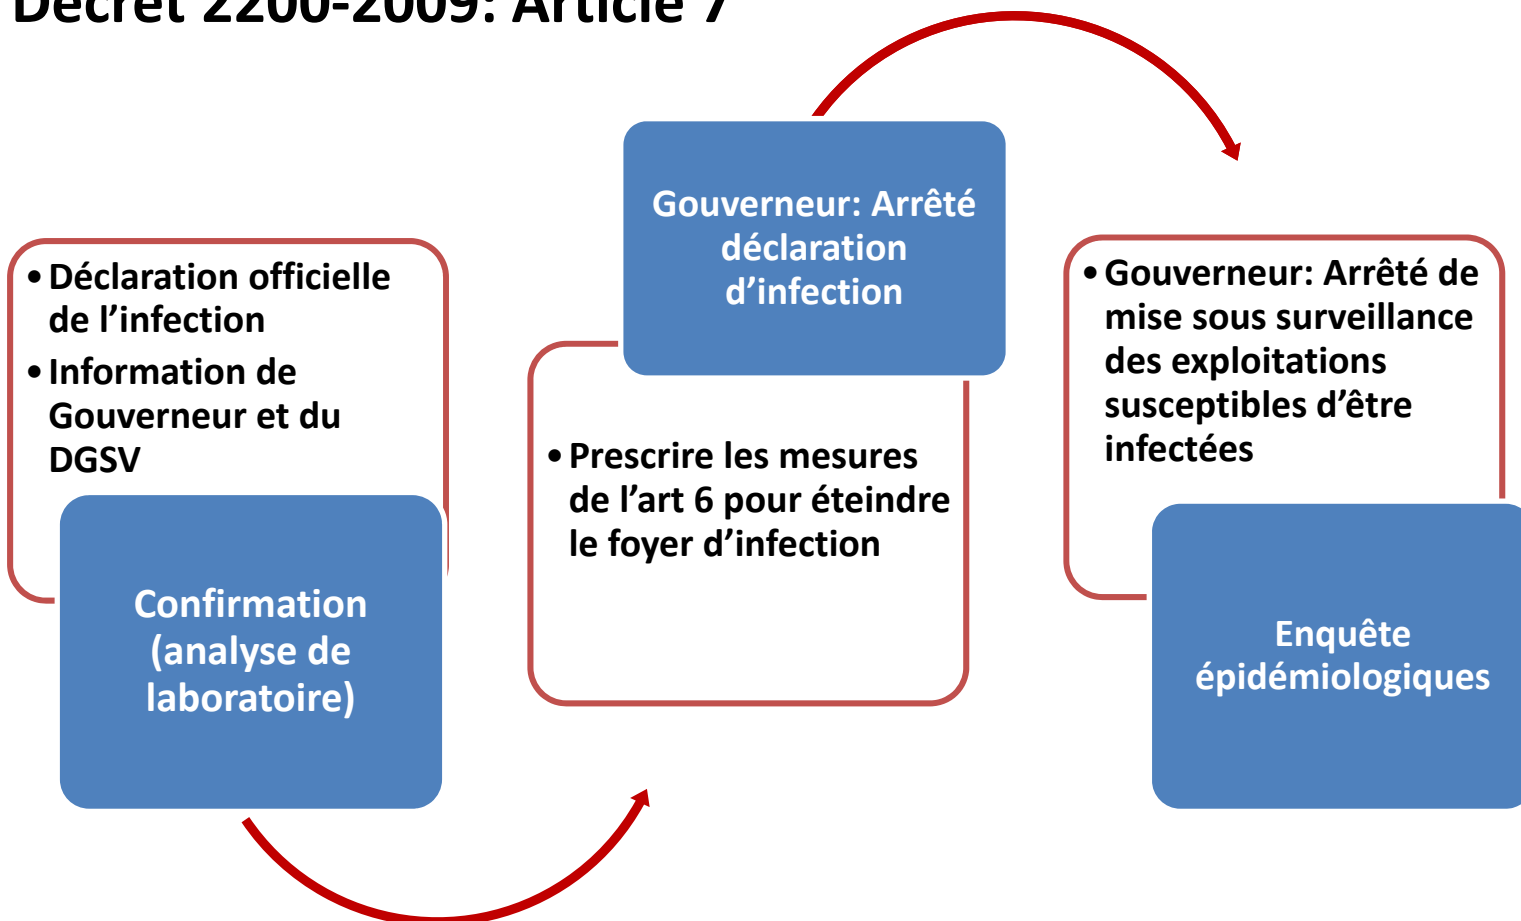 Décret 2200-2009: Article 7
• Déclaration officielle
de l’infection
• Information de
Gouverneur et du
DGSV
Confirmation
(analyse de
laboratoire)
Gouverneur: Arrêté
déclaration
d’infection
• Prescrire les mesures
de l’art 6 pour éteindre
le foyer d’infection
• Gouverneur: Arrêté de
mise sous surveillance
des exploitations
susceptibles d’être
infectées
Enquête
épidémiologiques